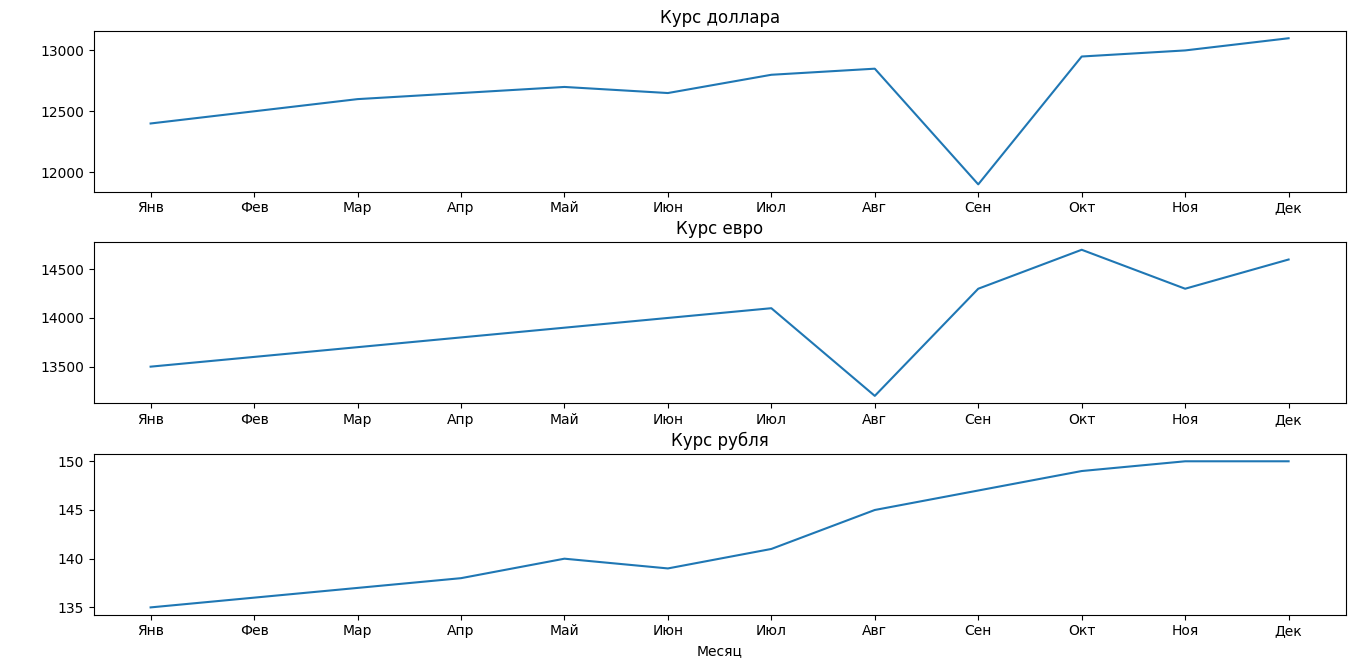 Курс доллара
13000
12500
12000
Янв Фев Мар Апр Май Июн Июл Авг Сен Окт Ноя Дек
Курс евро
14500
14000
13500
Янв Фев Мар Апр Май Июн Июл Авг Сен Окт Ноя Дек
Курс рубля
150
145
140
135
Янв Фев Мар Апр Май Июн Июл Авг Сен Окт Ноя Дек
Месяц